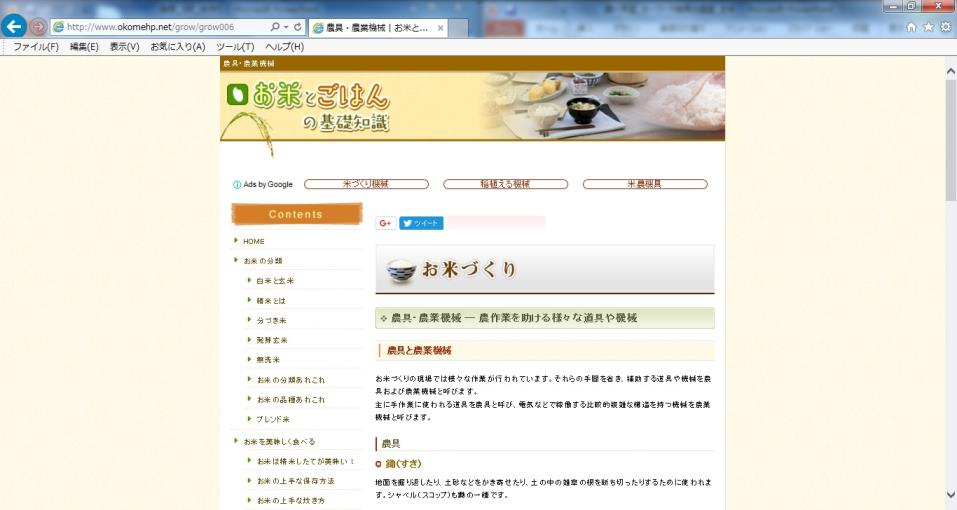 http://www.okomehp.net/grow/grow006
農具・農業機械 | お米と...
ファイル(F) 編集(E) 表示(V) お気に入り(A) ツール(T) ヘルプ(H)
農具・農業機械
お米とごはん
の基礎知識
Ads by Google
米づくり機械
稲植える機械
米農機具
Contents
HOME
お米の分類
白米と玄米
糯米とは
分づき米
発芽玄米
無洗米
お米の分類あれこれ
お米の品種あれこれ
ブレンド米
お米を美味しく食べる
お米は精米したてが美味い！
お米の上手な保存方法
お米の上手な炊き方
G+
ツイート
お米づくり
農具・農業機械 ― 農作業を助ける様々な道具や機械
農具と農業機械
お米づくりの現場では様々な作業が行われています。それらの手間を省き、補助する道具や機械を農
具および農業機械と呼びます。
主に手作業に使われる道具を農具と呼び、電気などで稼働する比較的複雑な構造を持つ機械を農業
機械と呼びます。
農具
鋤(すき)
地面を掘り返したり、土砂などをかき寄せたり、土の中の雑草の根を断ち切ったりするために使われま
す。シャベル(スコップ)も鋤の一種です。